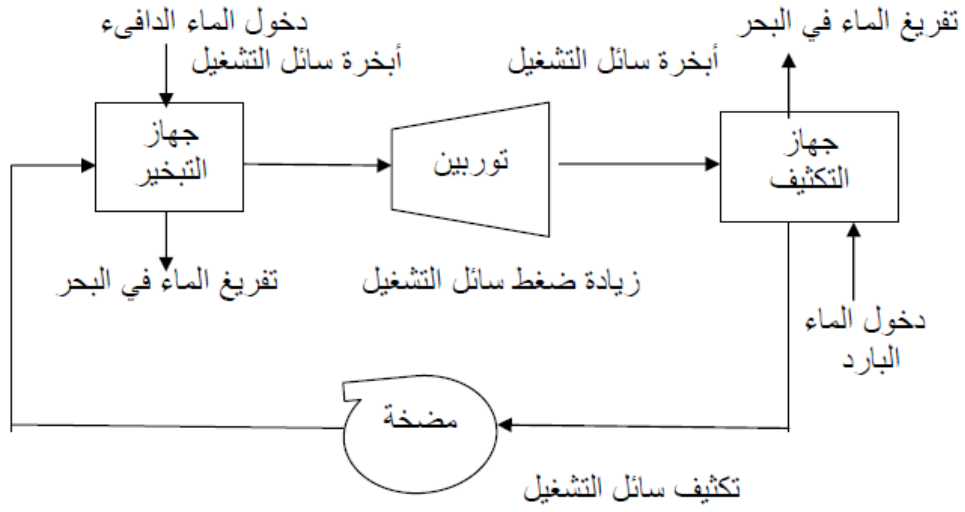 دخول الماء الدافىء
تفريغ الماء في البحر
أبخرة سائل التشغيل
أبخرة سائل التشغيل
جهاز
التبخير
توربين
جهاز
التكثيف
تفريغ الماء في البحر
زيادة ضغط سائل التشغيل
دخول الماء
البارد
مضخة
تكثيف سائل التشغيل